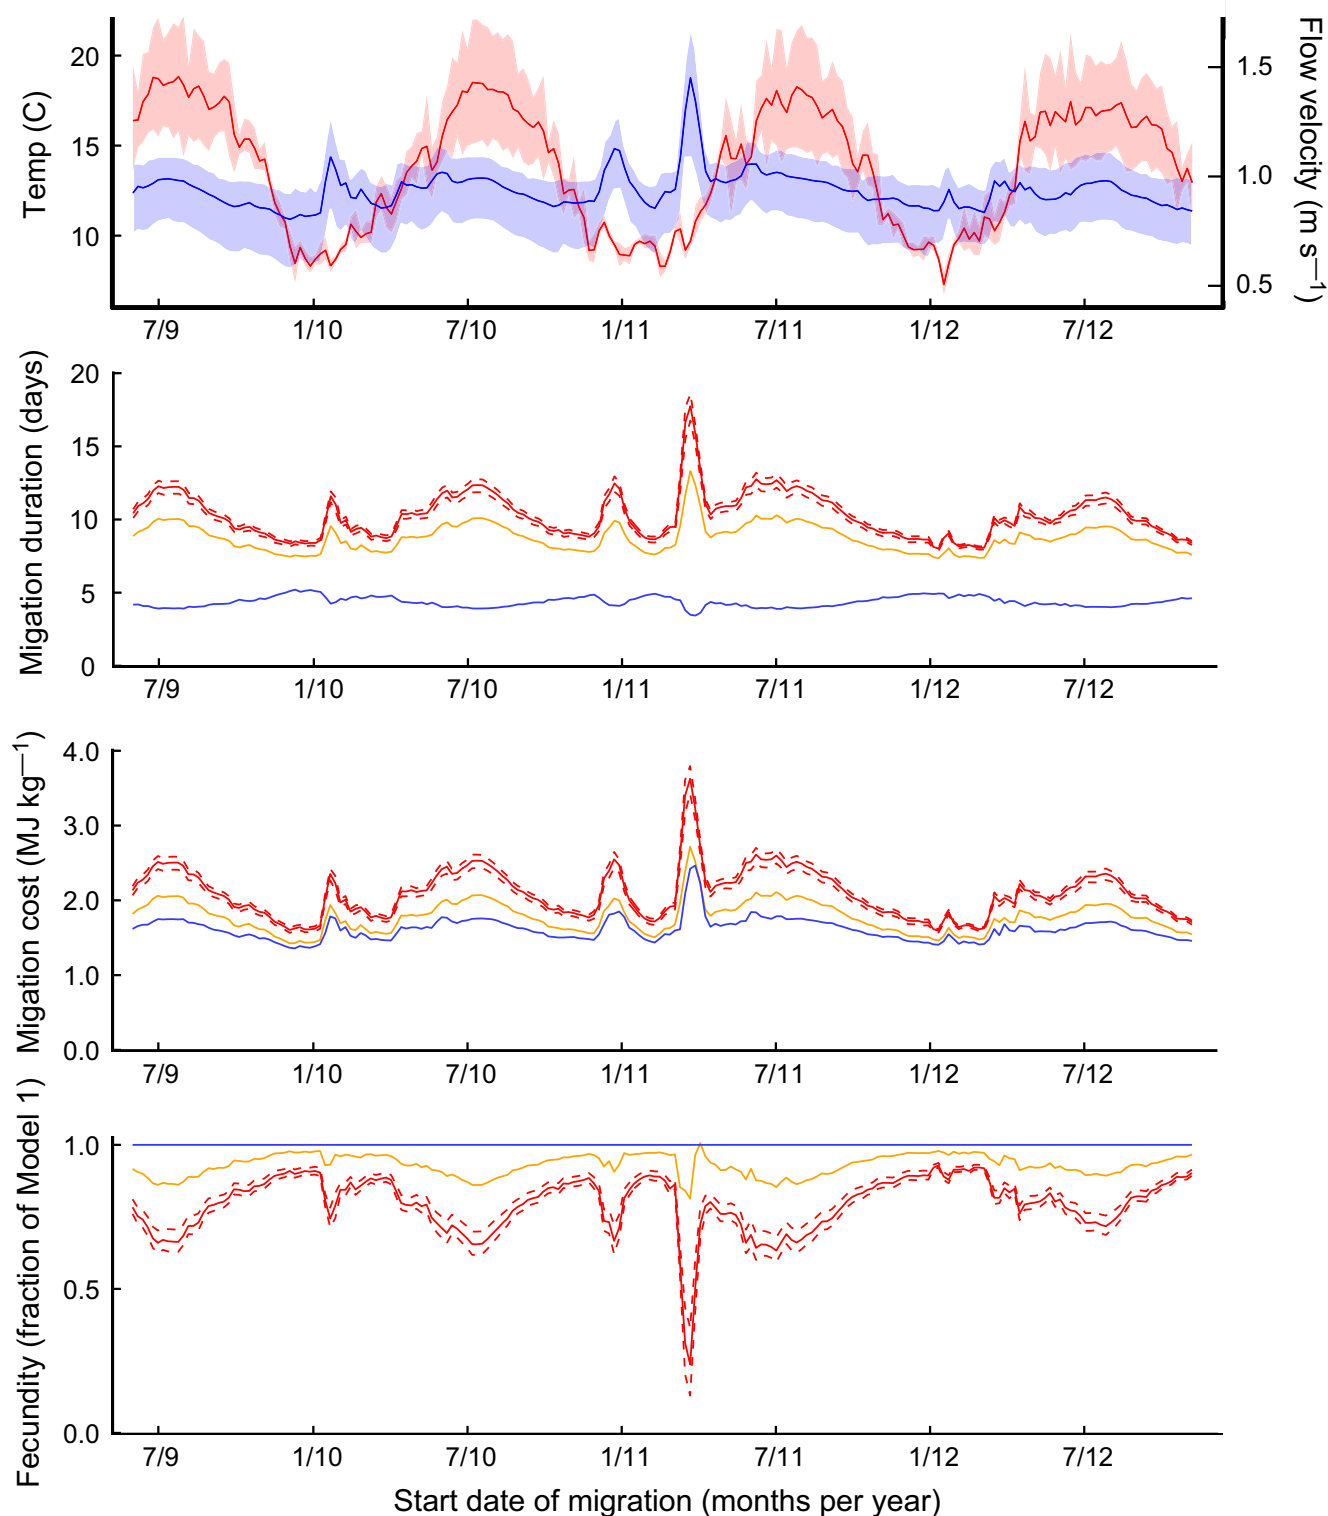 Temp (C)
20
15
10
Flow velocity (m s—1)
1.5
1.0
0.5
7/9 1/10 7/10 1/11 7/11 1/12 7/12
Migation duration (days)
20
15
10
5
0
7/9 1/10 7/10 1/11 7/11 1/12 7/12
Migation cost (MJ kg—1)
4.0
3.0
2.0
1.0
0.0
7/9 1/10 7/10 1/11 7/11 1/12 7/12
Fecundity (fraction of Model 1)
1.0
0.5
0.0
7/9 1/10 7/10 1/11 7/11 1/12 7/12
Start date of migration (months per year)